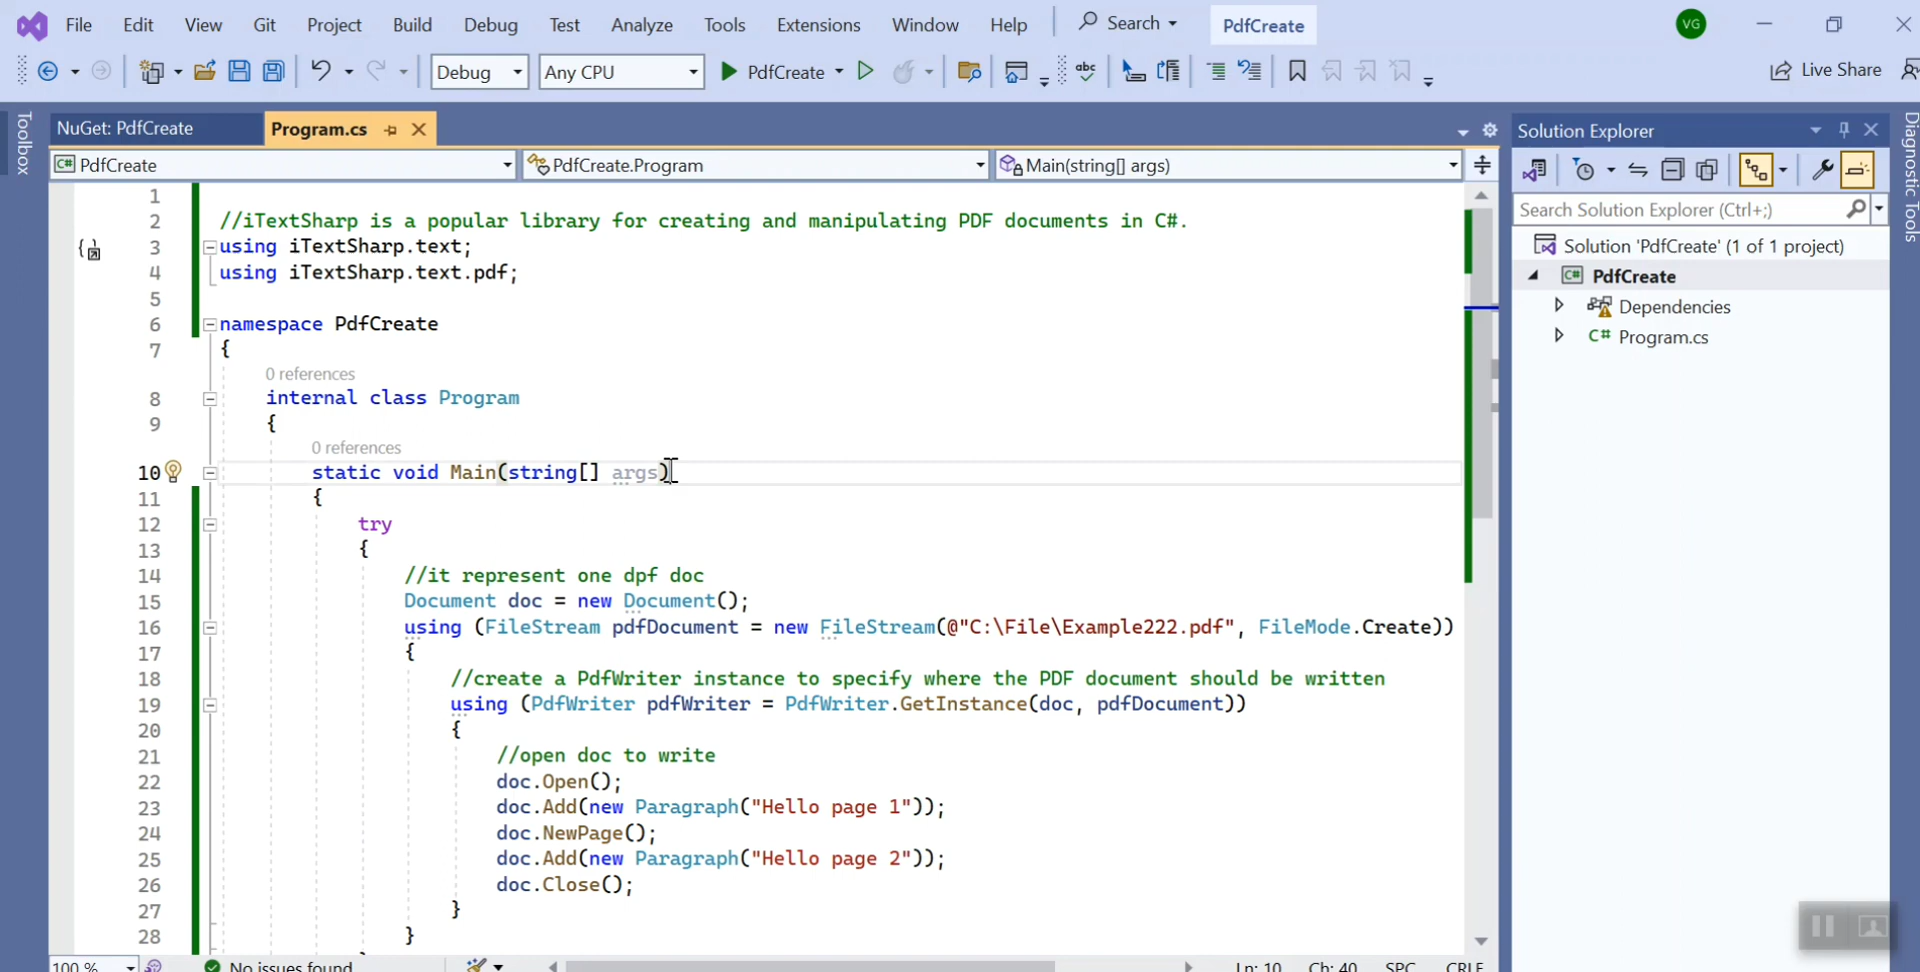 File Edit View Git Project Build Debug Test Analyze Tools Extensions Window Help Search PdfCreate VG
Debug Any CPU PdfCreate abc Live Share
Toolbox
NuGet: PdfCreate Program.cs
C# PdfCreate PdfCreate.Program Main(string[] args)
1
2 //iTextSharp is a popular library for creating and manipulating PDF documents in C#.
3 using iTextSharp.text;
4 using iTextSharp.text.pdf;
5
6 namespace PdfCreate
7 {
0 references
8 internal class Program
9 {
0 references
10 static void Main(string[] args)
11 {
12 try
13 {
14 //it represent one dpf doc
15 Document doc = new Document();
16 using (FileStream pdfDocument = new FileStream(@"C:\File\Example222.pdf", FileMode.Create))
17 {
18 //create a PdfWriter instance to specify where the PDF document should be written
19 using (PdfWriter pdfWriter = PdfWriter.GetInstance(doc, pdfDocument))
20 {
21 //open doc to write
22 doc.Open();
23 doc.Add(new Paragraph("Hello page 1"));
24 doc.NewPage();
25 doc.Add(new Paragraph("Hello page 2"));
26 doc.Close();
27 }
28 }
100 % No issues found Ln: 10 Ch: 40 SPC CRLF
Solution Explorer
Search Solution Explorer (Ctrl+;)
Solution 'PdfCreate' (1 of 1 project)
C# PdfCreate
Dependencies
C# Program.cs
Diagnostic Tools